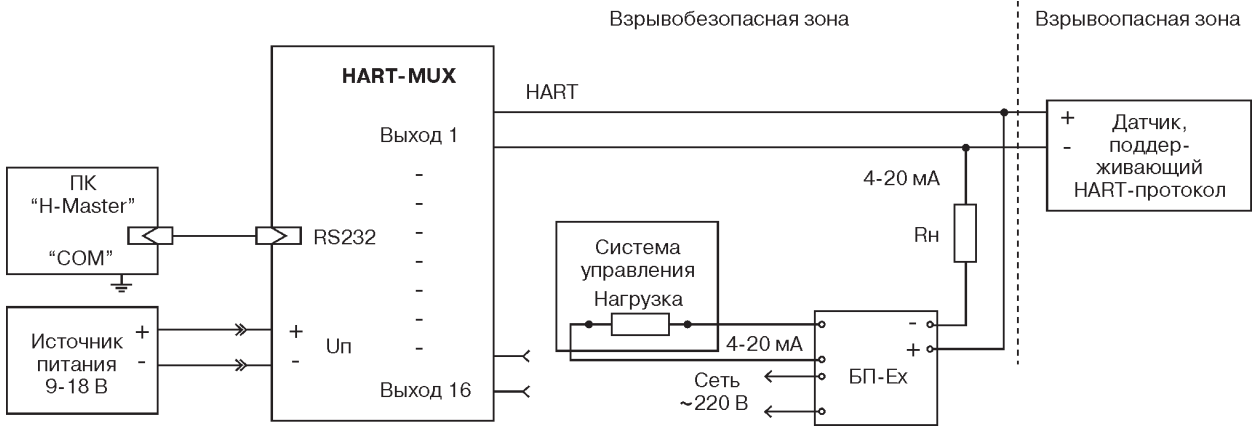 Взрывобезопасная зона
Взрывоопасная зона
HART-MUX
HART
Выход 1
+
-
Датчик,
поддер-
живающий
HART-протокол
4-20 мА
Rн
ПК
“H-Master”
“COM”
RS232
-
-
-
-
-
-
-
Система
управления
Нагрузка
4-20 мА
-
+
БП-Ex
Сеть
~220 В
Источник
питания
9-18 В
+
-
+
-
Uп
Выход 16